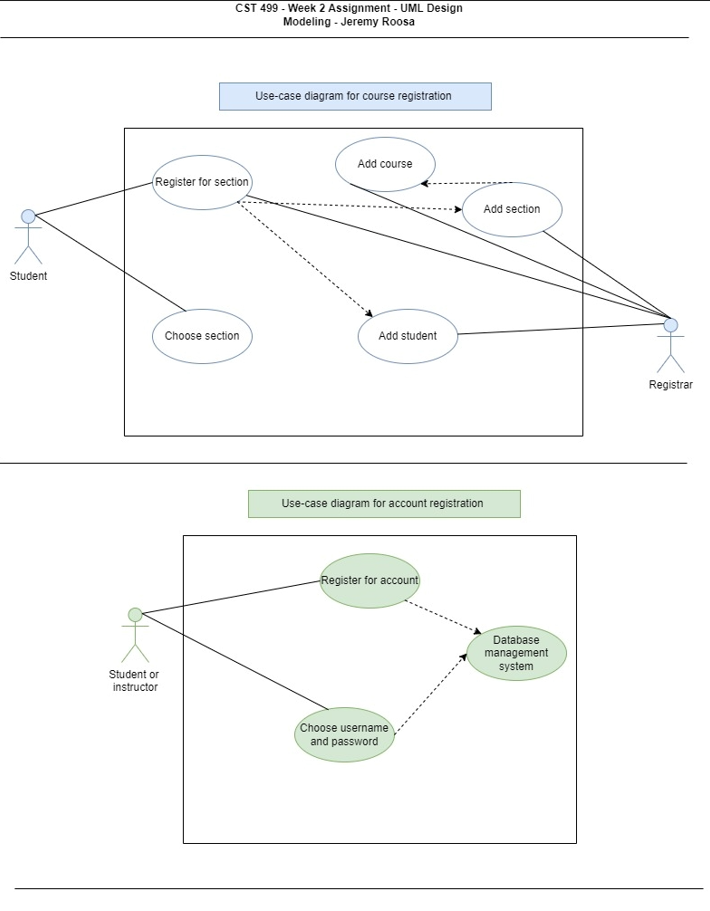 CST 499 - Week 2 Assignment - UML Design
Modeling - Jeremy Roosa
Use-case diagram for course registration
Add course
Register for section
Add section
Student
Choose section
Add student
Registrar
Use-case diagram for account registration
Register for account
Database
management
system
Student or
instructor
Choose username
and password